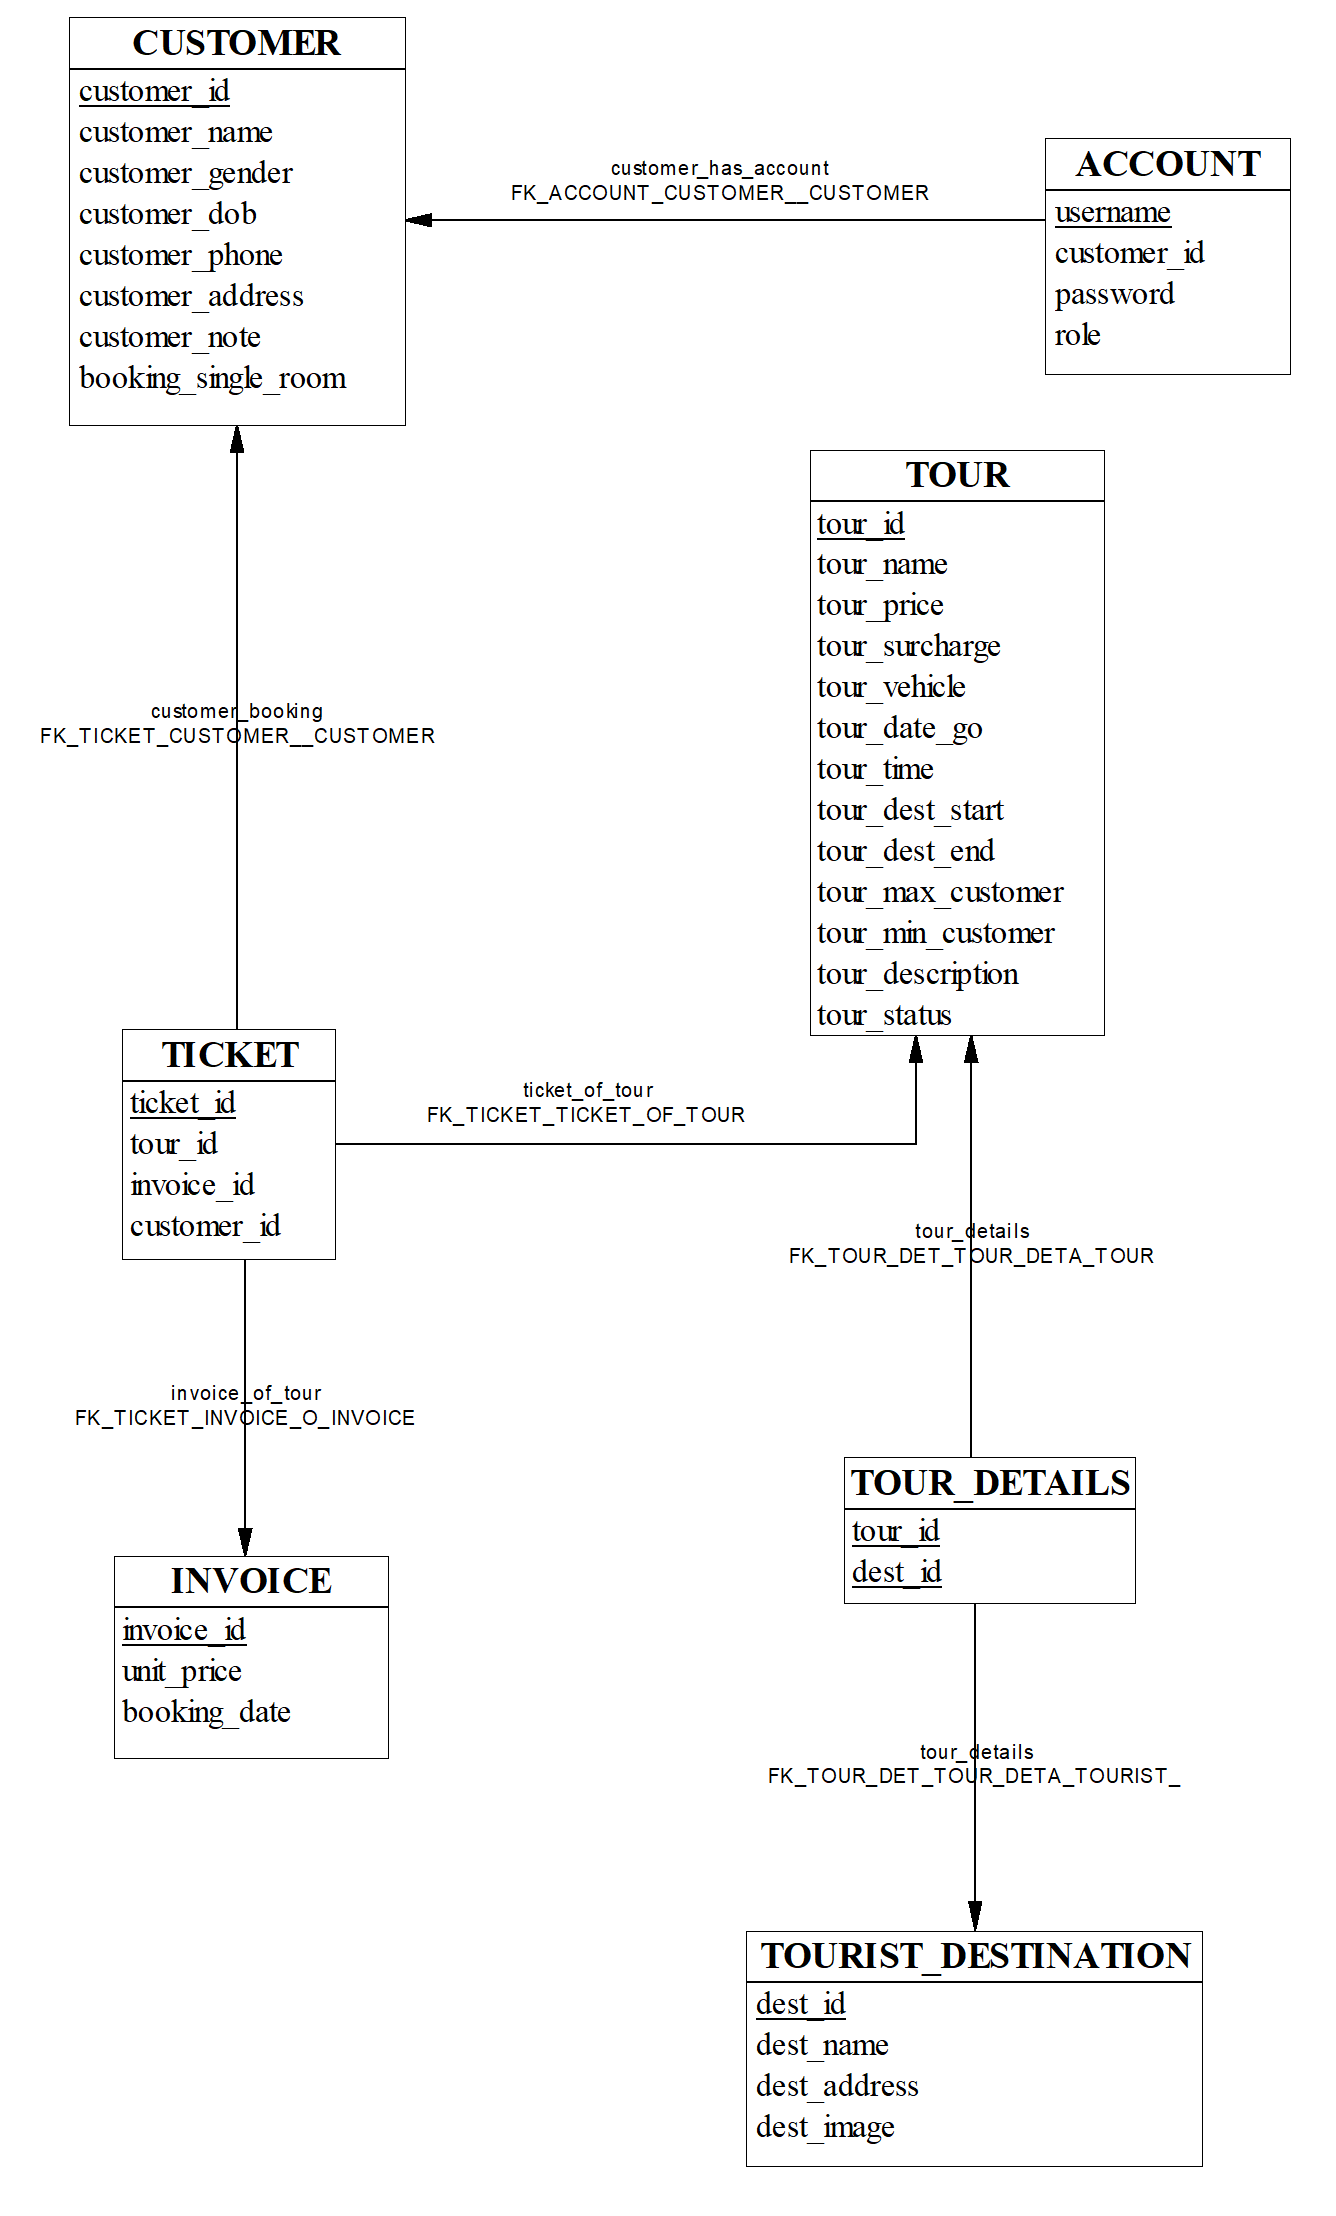 CUSTOMER
customer_id
customer_name
customer_gender
customer_dob
customer_phone
customer_address
customer_note
booking_single_room
customer_has_account
FK_ACCOUNT_CUSTOMER__CUSTOMER
ACCOUNT
username
customer_id
password
role
TOUR
tour_id
tour_name
tour_price
tour_surcharge
tour_vehicle
tour_date_go
tour_time
tour_dest_start
tour_dest_end
tour_max_customer
tour_min_customer
tour_description
tour_status
customer_booking
FK_TICKET_CUSTOMER__CUSTOMER
TICKET
ticket_id
tour_id
invoice_id
customer_id
ticket_of_tour
FK_TICKET_TICKET_OF_TOUR
tour_details
FK_TOUR_DET_TOUR_DETA_TOUR
invoice_of_tour
FK_TICKET_INVOICE_O_INVOICE
TOUR_DETAILS
tour_id
dest_id
INVOICE
invoice_id
unit_price
booking_date
tour_details
FK_TOUR_DET_TOUR_DETA_TOURIST_
TOURIST_DESTINATION
dest_id
dest_name
dest_address
dest_image